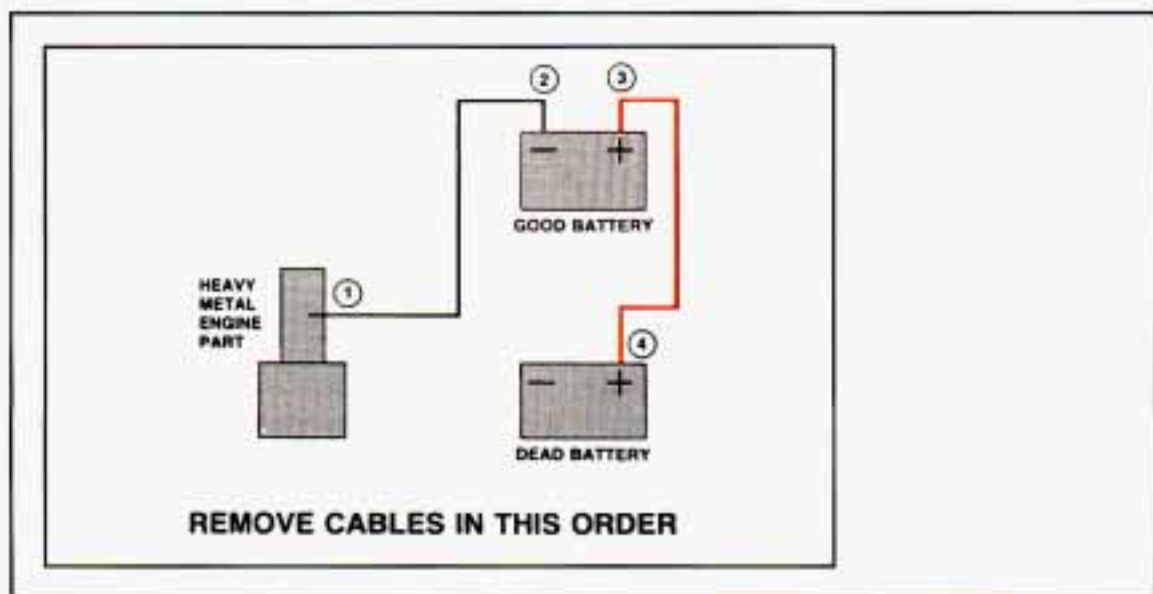 2
3
− +
GOOD BATTERY
HEAVY
METAL
ENGINE
PART
1
4
− +
DEAD BATTERY
REMOVE CABLES IN THIS ORDER